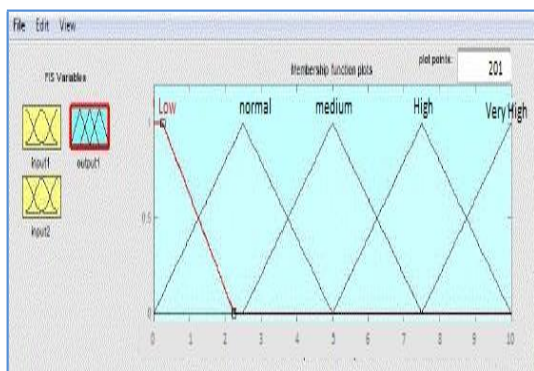 File Edit View
FIS Variables
Membership function plots
plot points:
201
input1
output1
input2
Low normal medium High Very High
1
0.5
0
0 1 2 3 4 5 6 7 8 9 10